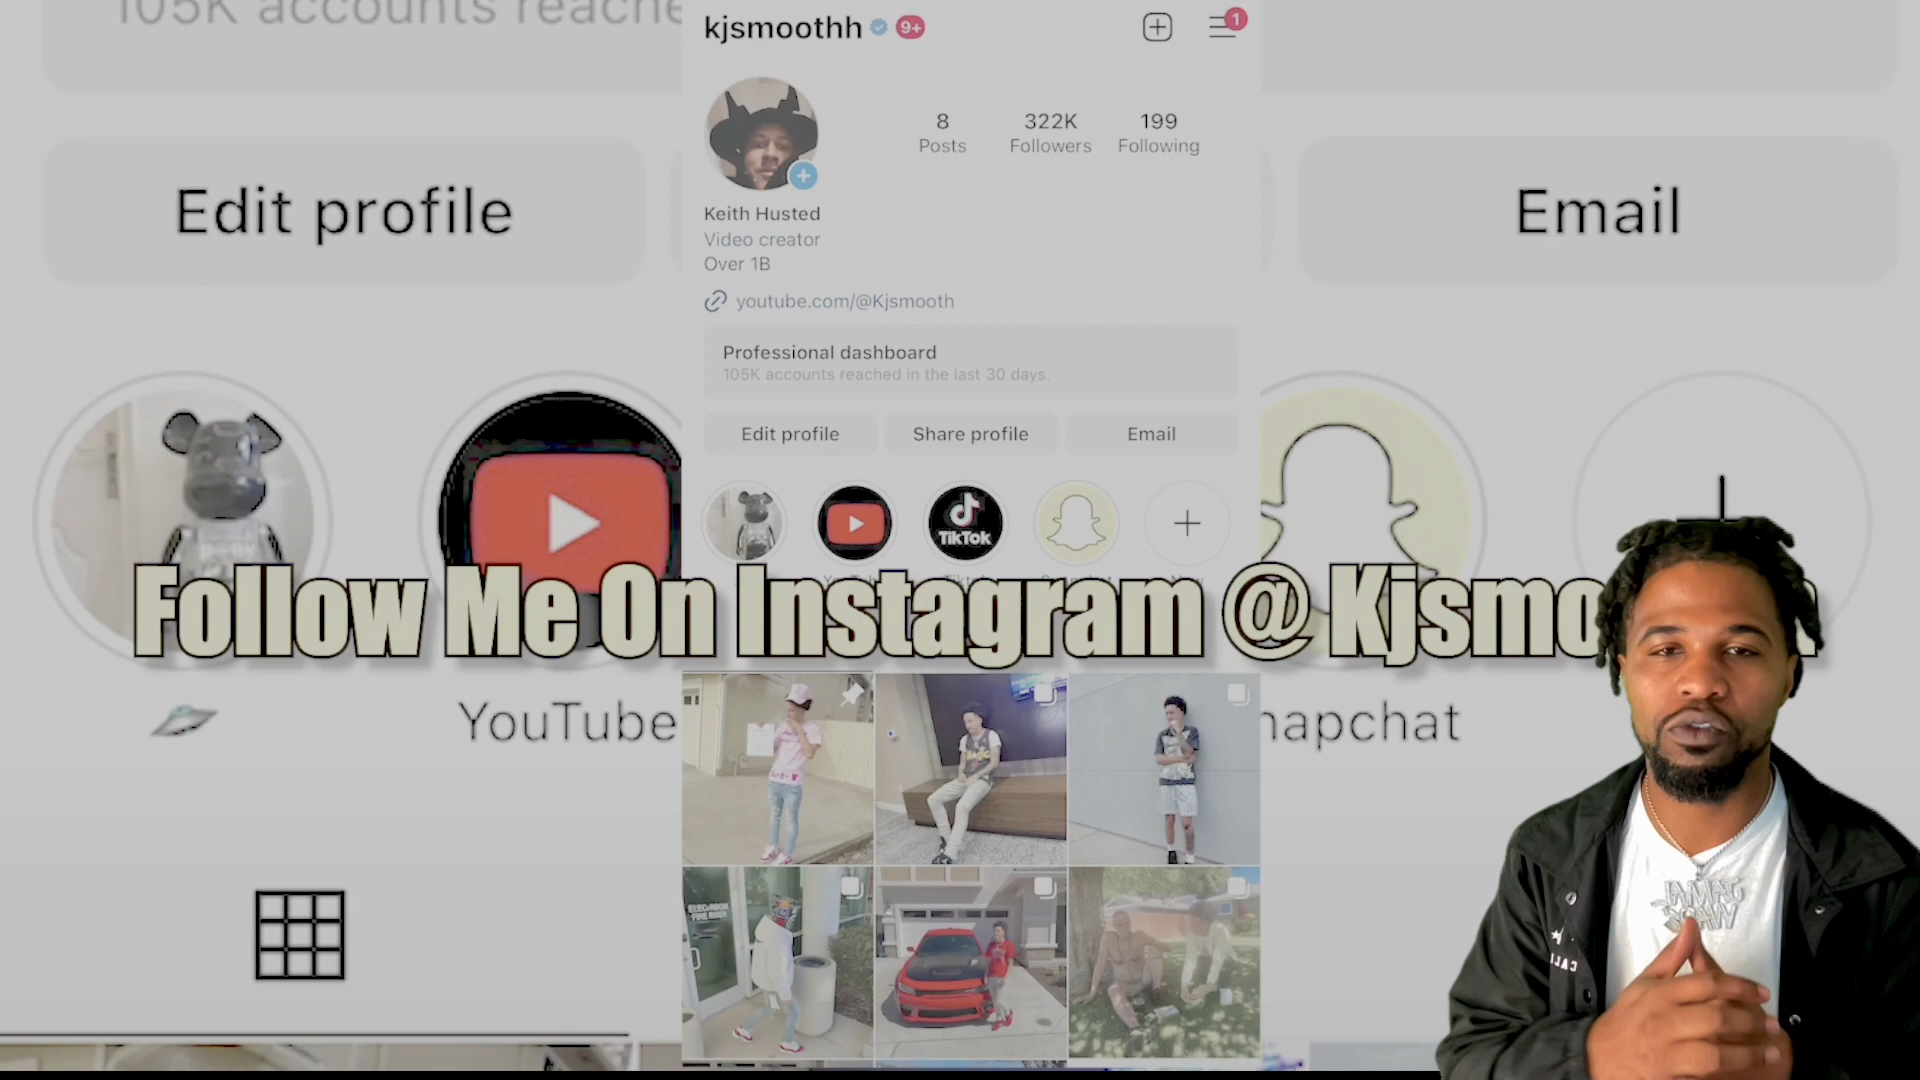 105K accounts reache
kjsmoothh 9+
1
8 322K 199
Posts Followers Following
Edit profile
Email
Keith Husted
Video creator
Over 1B
youtube.com/@Kjsmooth
Professional dashboard
105K accounts reached in the last 30 days.
Edit profile Share profile Email
TikTok
Follow Me On Instagram @ Kjsmo
YouTube
napchat
CALI